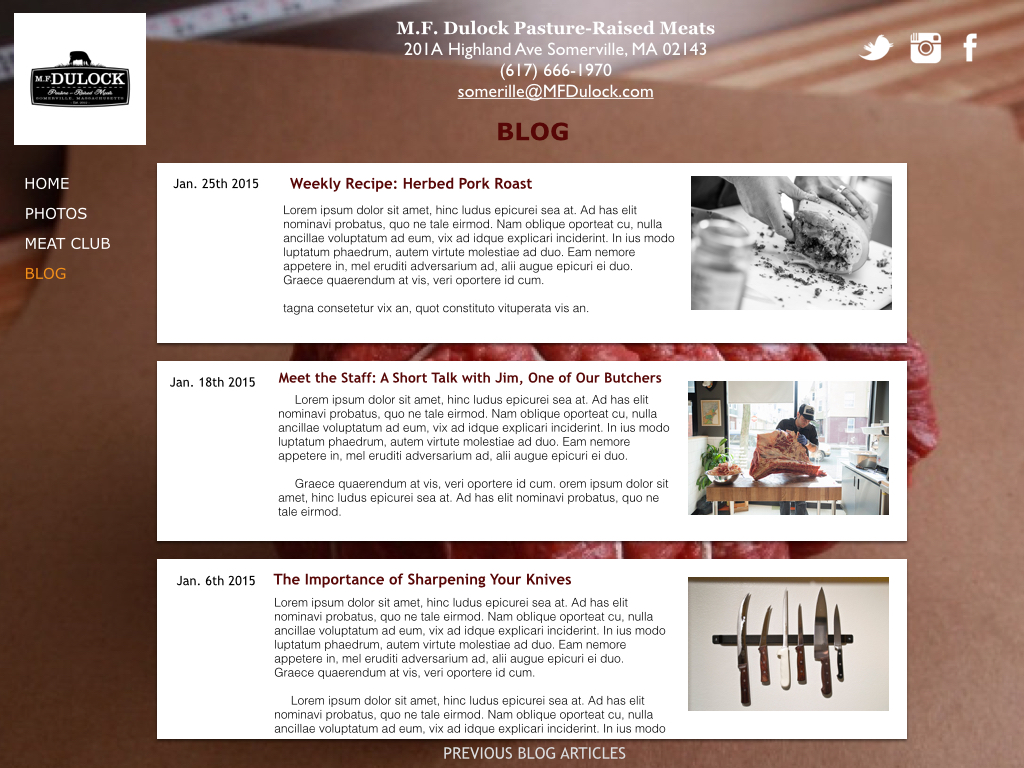 M.F. DULOCK
Pasture-Raised Meats
SOMERVILLE, MASSACHUSETTS
M.F. Dulock Pasture-Raised Meats
201A Highland Ave Somerville, MA 02143
(617) 666-1970
somerille@MFDulock.com
BLOG
HOME
PHOTOS
MEAT CLUB
BLOG
Jan. 25th 2015
Weekly Recipe: Herbed Pork Roast
Lorem ipsum dolor sit amet, hinc ludus epicurei sea at. Ad has elit
nominavi probatus, quo ne tale eirmod. Nam oblique oporteat cu, nulla
ancillae voluptatum ad eum, vix ad idque explicari inciderint. In ius modo
luptatum phaedrum, autem virtute molestiae ad duo. Eam nemore
appetere in, mel eruditi adversarium ad, alii augue epicuri ei duo.
Graece quaerendum at vis, veri oportere id cum.
tagna consetetur vix an, quot constituto vituperata vis an.
Jan. 18th 2015
Meet the Staff: A Short Talk with Jim, One of Our Butchers
Lorem ipsum dolor sit amet, hinc ludus epicurei sea at. Ad has elit
nominavi probatus, quo ne tale eirmod. Nam oblique oporteat cu, nulla
ancillae voluptatum ad eum, vix ad idque explicari inciderint. In ius modo
luptatum phaedrum, autem virtute molestiae ad duo. Eam nemore
appetere in, mel eruditi adversarium ad, alii augue epicuri ei duo.
Graece quaerendum at vis, veri oportere id cum. orem ipsum dolor sit
amet, hinc ludus epicurei sea at. Ad has elit nominavi probatus, quo ne
tale eirmod.
Jan. 6th 2015
The Importance of Sharpening Your Knives
Lorem ipsum dolor sit amet, hinc ludus epicurei sea at. Ad has elit
nominavi probatus, quo ne tale eirmod. Nam oblique oporteat cu, nulla
ancillae voluptatum ad eum, vix ad idque explicari inciderint. In ius modo
luptatum phaedrum, autem virtute molestiae ad duo. Eam nemore
appetere in, mel eruditi adversarium ad, alii augue epicuri ei duo.
Graece quaerendum at vis, veri oportere id cum.
Lorem ipsum dolor sit amet, hinc ludus epicurei sea at. Ad has elit
nominavi probatus, quo ne tale eirmod. Nam oblique oporteat cu, nulla
ancillae voluptatum ad eum, vix ad idque explicari inciderint. In ius modo
PREVIOUS BLOG ARTICLES